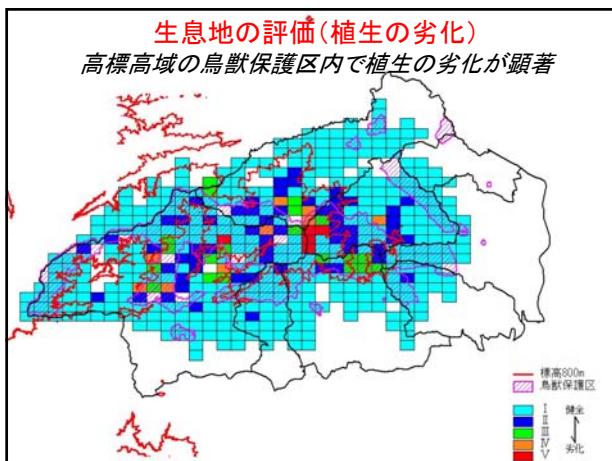 生息地の評価(植生の劣化)
高標高域の鳥獣保護区内で植生の劣化が顕著
標高800m
鳥獣保護区
I 健全
II
III
IV 劣化
V